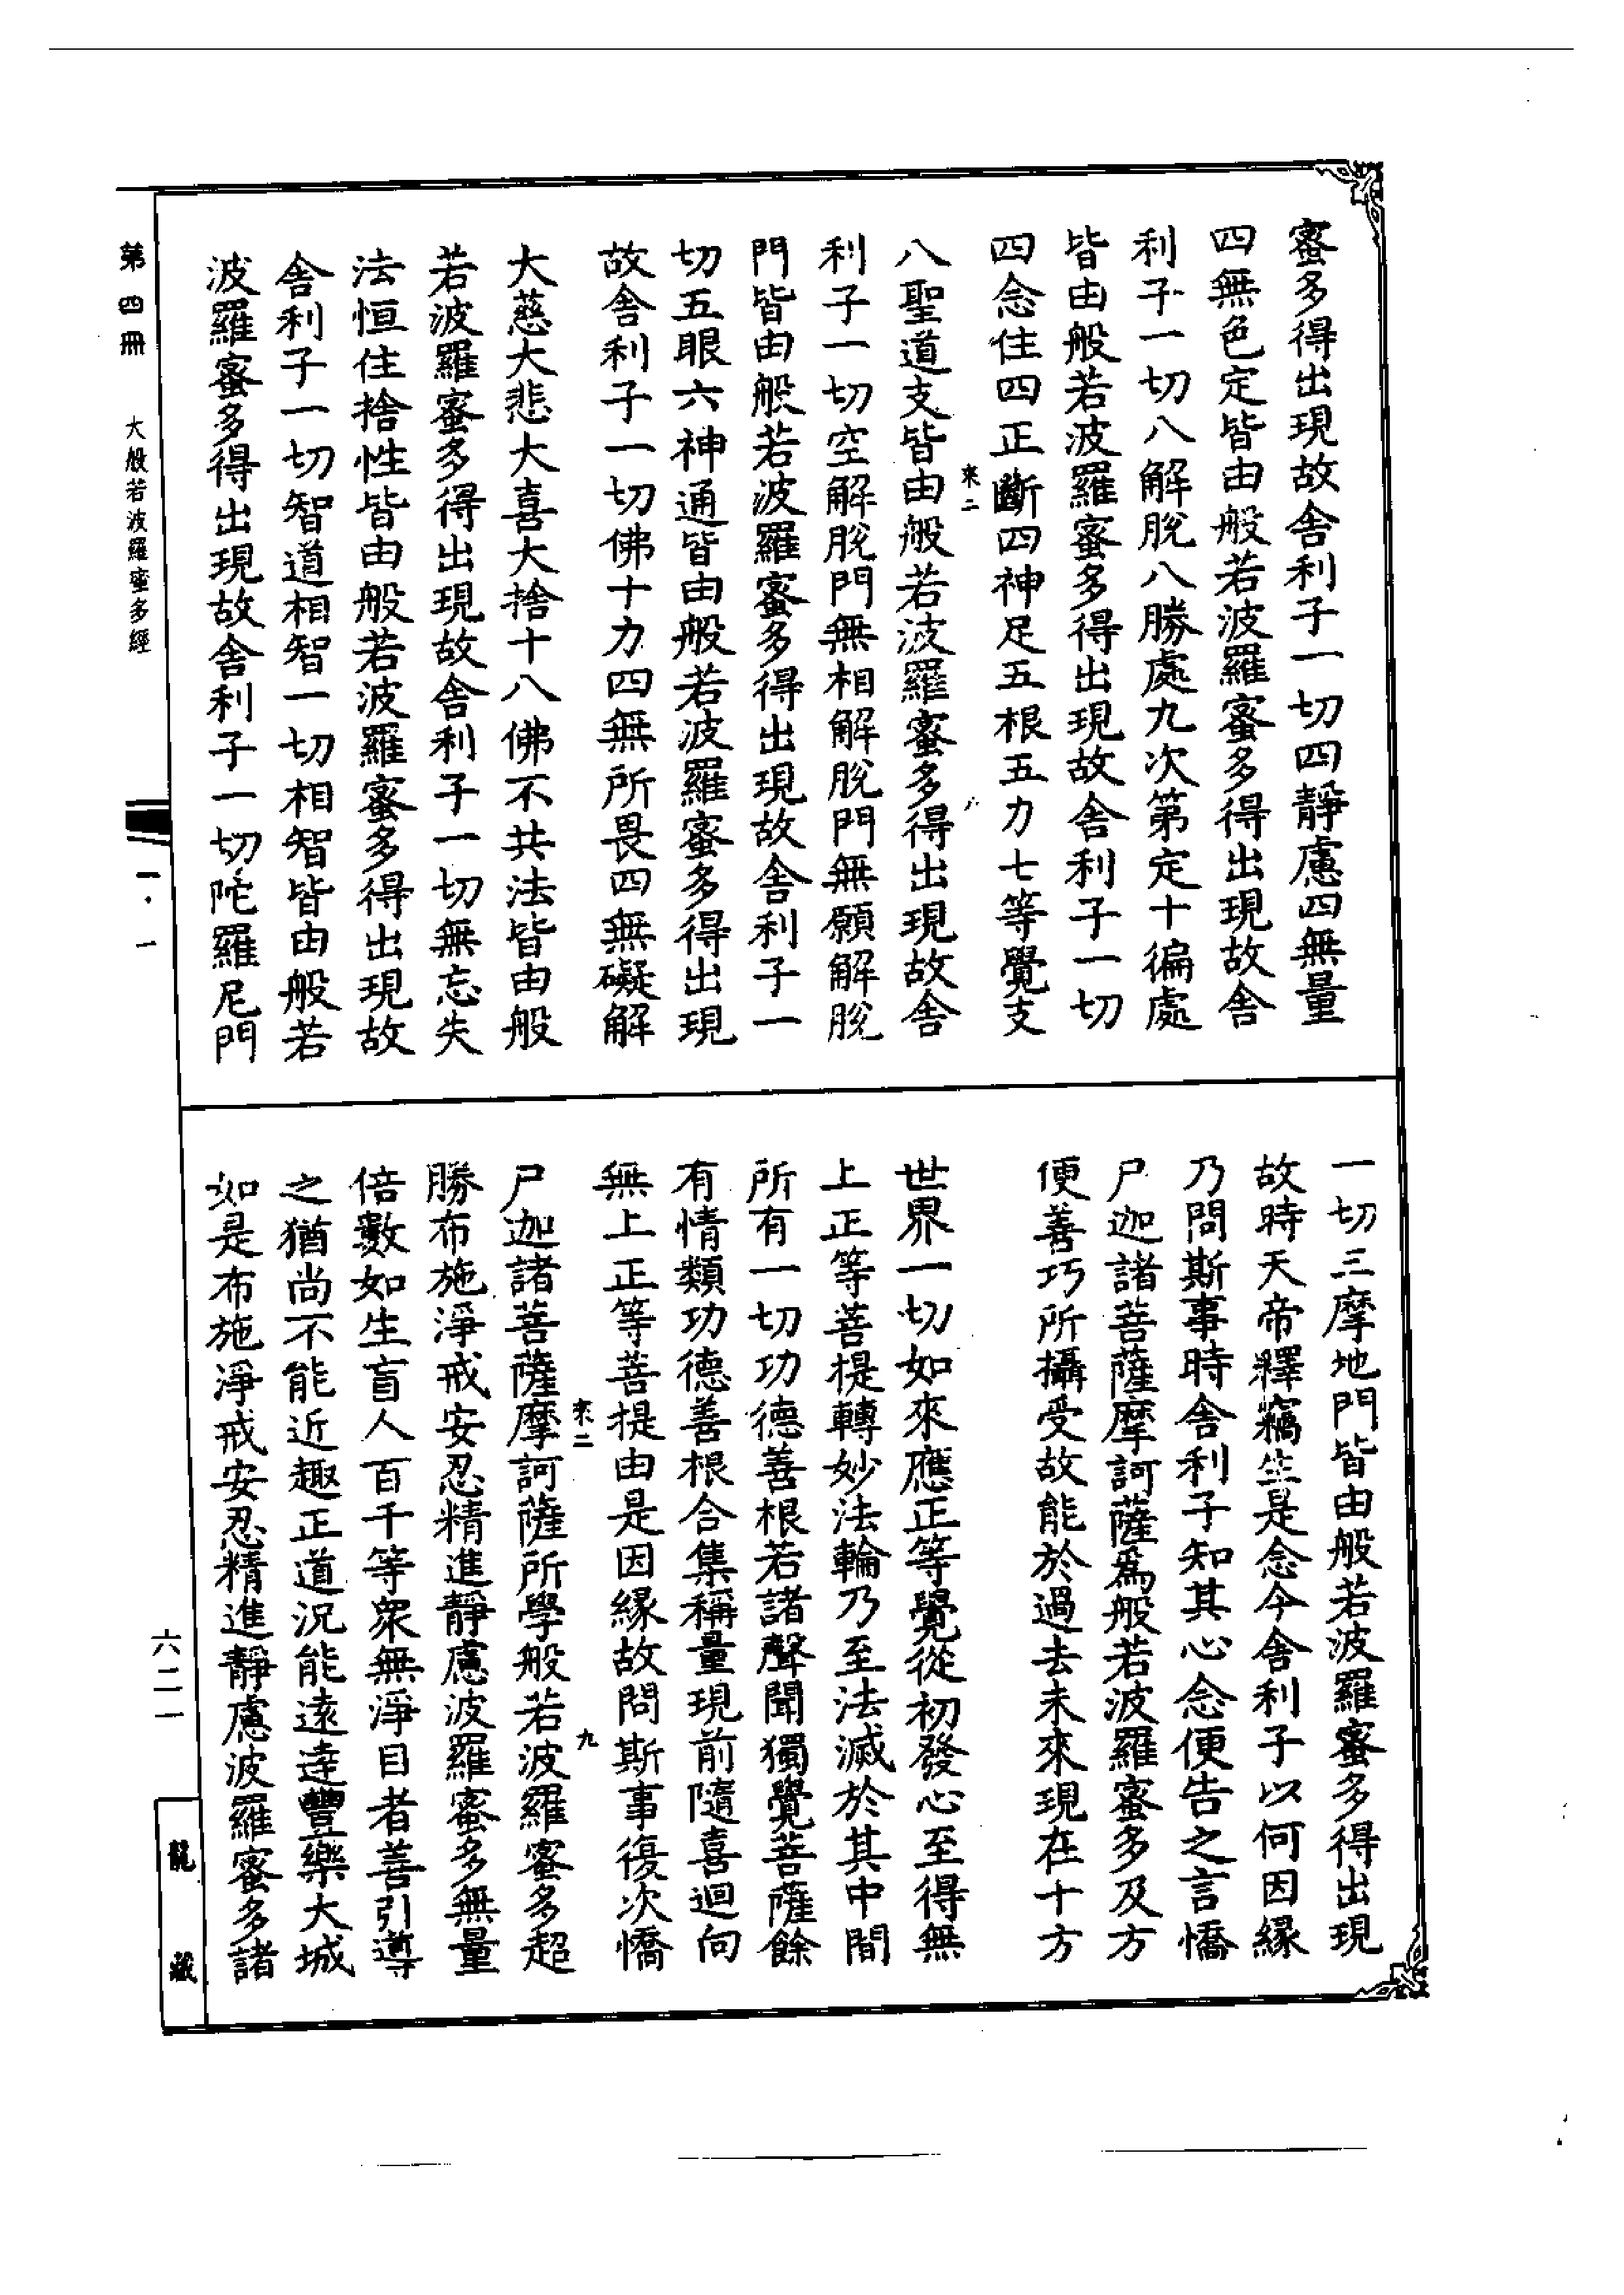 蜜多得出現故舍利子一切四靜慮四無量
四無色定皆由般若波羅蜜多得出現故舍
利子一切八解脫八勝處九次第定十徧處
皆由般若波羅蜜多得出現故舍利子一切
四念住四正斷四神足五根五力七等覺支
來二
八聖道支皆由般若波羅蜜多得出現故舍
利子一切空解脫門無相解脫門無願解脫
門皆由般若波羅蜜多得出現故舍利子一
切五眼六神通皆由般若波羅蜜多得出現
故舍利子一切佛十力四無所畏四無礙解
大慈大悲大喜大捨十八佛不共法皆由般
若波羅蜜多得出現故舍利子一切無忘失
法恒住捨性皆由般若波羅蜜多得出現故
舍利子一切智道相智一切相智皆由般若
波羅蜜多得出現故舍利子一切陀羅尼門
一切三摩地門皆由般若波羅蜜多得出現
故時天帝釋竊生是念今舍利子以何因緣
乃問斯事時舍利子知其心念便告之言憍
尸迦諸菩薩摩訶薩爲般若波羅蜜多及方
便善巧所攝受故能於過去未來現在十方
世界一切如來應正等覺從初發心至得無
上正等菩提轉妙法輪乃至法滅於其中間
所有一切功德善根若諸聲聞獨覺菩薩餘
有情類功德善根合集稱量現前隨喜迴向
無上正等菩提由是因緣故問斯事復次憍
來二 九
尸迦諸菩薩摩訶薩所學般若波羅蜜多超
勝布施淨戒安忍精進靜慮波羅蜜多無量
倍數如生盲人百千等衆無淨目者善引導
之猶尚不能近趣正道況能遠達豐樂大城
如是布施淨戒安忍精進靜慮波羅蜜多諸
第四冊 大般若波羅蜜多經
一·一
六二一
龍藏